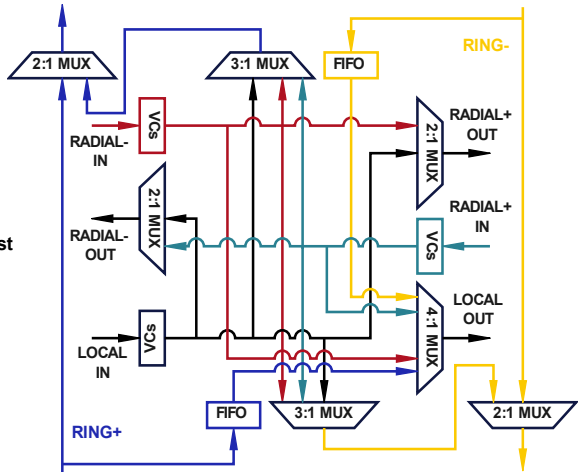 RING-
2:1 MUX
3:1 MUX
FIFO
VCs
RADIAL-
IN
2:1 MUX
RADIAL+
OUT
RADIAL+
IN
2:1 MUX
VCs
st
RADIAL-
OUT
LOCAL
OUT
4:1 MUX
VCs
LOCAL
IN
FIFO
3:1 MUX
2:1 MUX
RING+